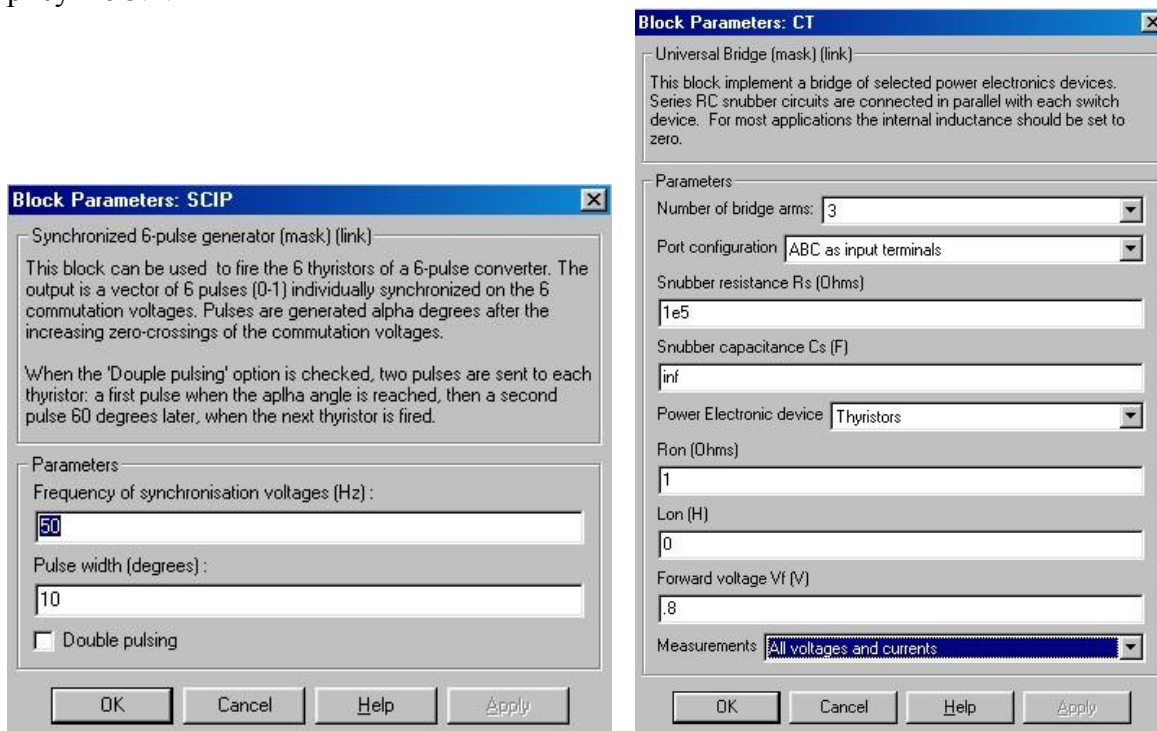 Block Parameters: SCIP
Synchronized 6-pulse generator (mask) (link)
This block can be used to fire the 6 thyristors of a 6-pulse converter. The
output is a vector of 6 pulses (0-1) individually synchronized on the 6
commutation voltages. Pulses are generated alpha degrees after the
increasing zero-crossings of the commutation voltages.
When the 'Douple pulsing' option is checked, two pulses are sent to each
thyristor: a first pulse when the aplha angle is reached, then a second
pulse 60 degrees later, when the next thyristor is fired.
Parameters
Frequency of synchronisation voltages (Hz) :
50
Pulse width (degrees) :
10
Double pulsing
OK Cancel Help Apply
Block Parameters: CT
Universal Bridge (mask) (link)
This block implement a bridge of selected power electronics devices.
Series RC snubber circuits are connected in parallel with each switch
device. For most applications the internal inductance should be set to
zero.
Parameters
Number of bridge arms: 3
Port configuration ABC as input terminals
Snubber resistance Rs (Ohms)
1e5
Snubber capacitance Cs (F)
inf
Power Electronic device Thyristors
Ron (Ohms)
1
Lon (H)
0
Forward voltage Vf (V)
.8
Measurements All voltages and currents
OK Cancel Help Apply